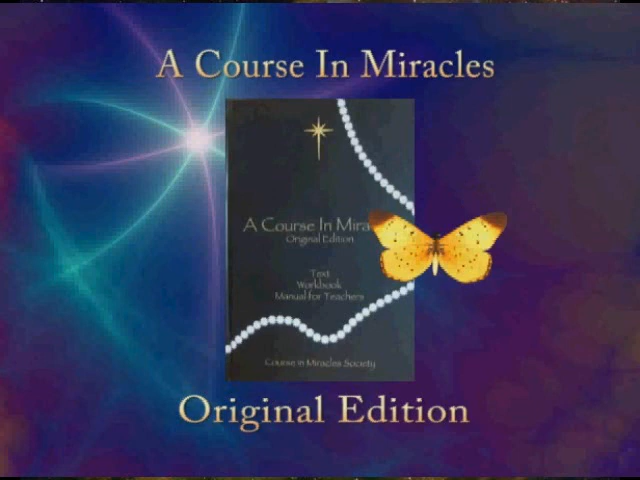 A Course In Miracles
A Course In Mira
Original Edition
Text
Workbook
Manual for Teachers
Course in Miracles Society
Original Edition